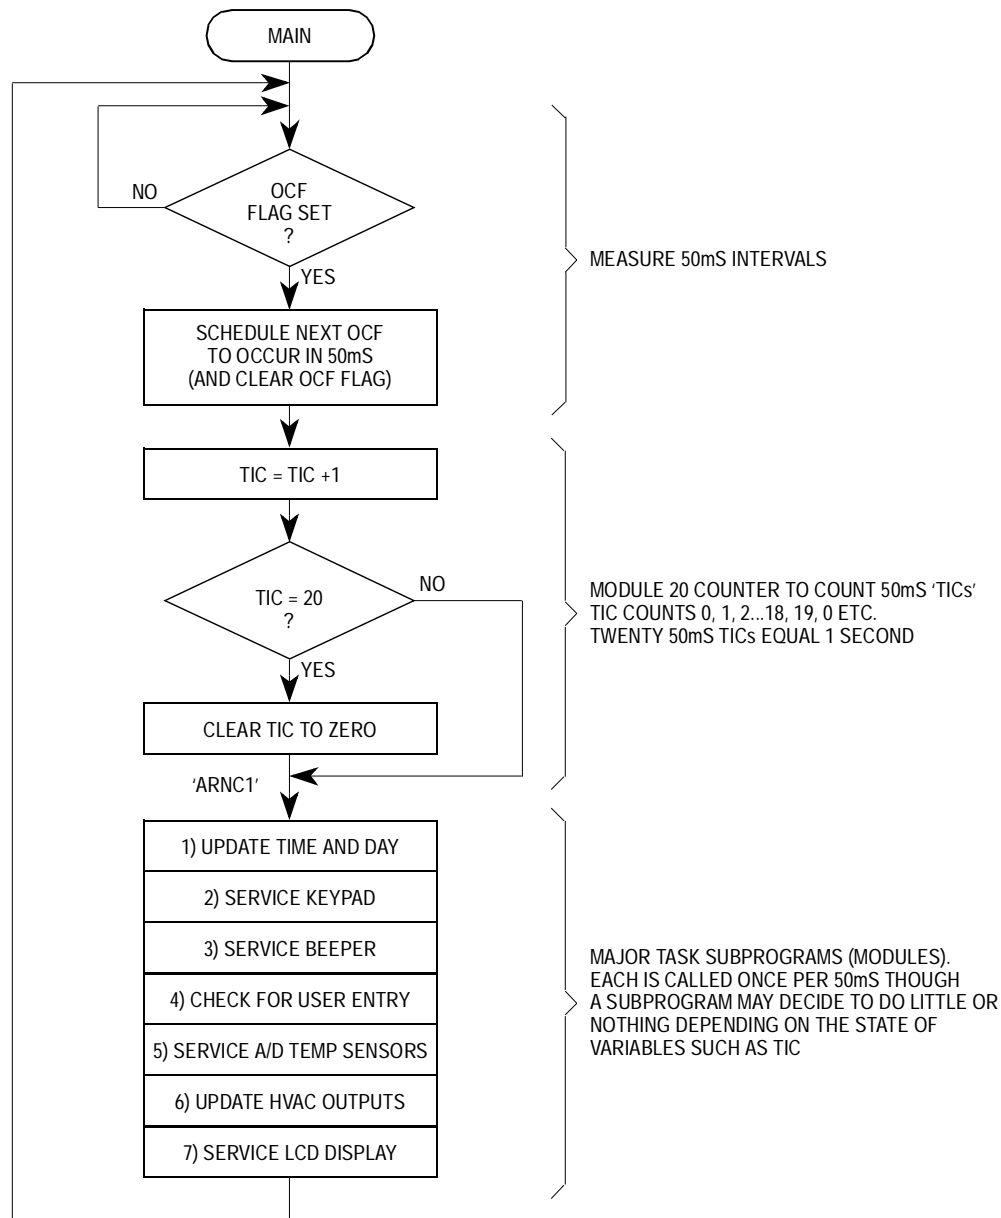 MAIN
NO
OCF
FLAG SET
?
YES
MEASURE 50mS INTERVALS
SCHEDULE NEXT OCF
TO OCCUR IN 50mS
(AND CLEAR OCF FLAG)
TIC = TIC +1
TIC = 20
?
NO
YES
MODULE 20 COUNTER TO COUNT 50mS ‘TICs’
TIC COUNTS 0, 1, 2...18, 19, 0 ETC.
TWENTY 50mS TICs EQUAL 1 SECOND
CLEAR TIC TO ZERO
‘ARNC1’
1) UPDATE TIME AND DAY
2) SERVICE KEYPAD
3) SERVICE BEEPER
4) CHECK FOR USER ENTRY
5) SERVICE A/D TEMP SENSORS
6) UPDATE HVAC OUTPUTS
7) SERVICE LCD DISPLAY
MAJOR TASK SUBPROGRAMS (MODULES).
EACH IS CALLED ONCE PER 50mS THOUGH
A SUBPROGRAM MAY DECIDE TO DO LITTLE OR
NOTHING DEPENDING ON THE STATE OF
VARIABLES SUCH AS TIC